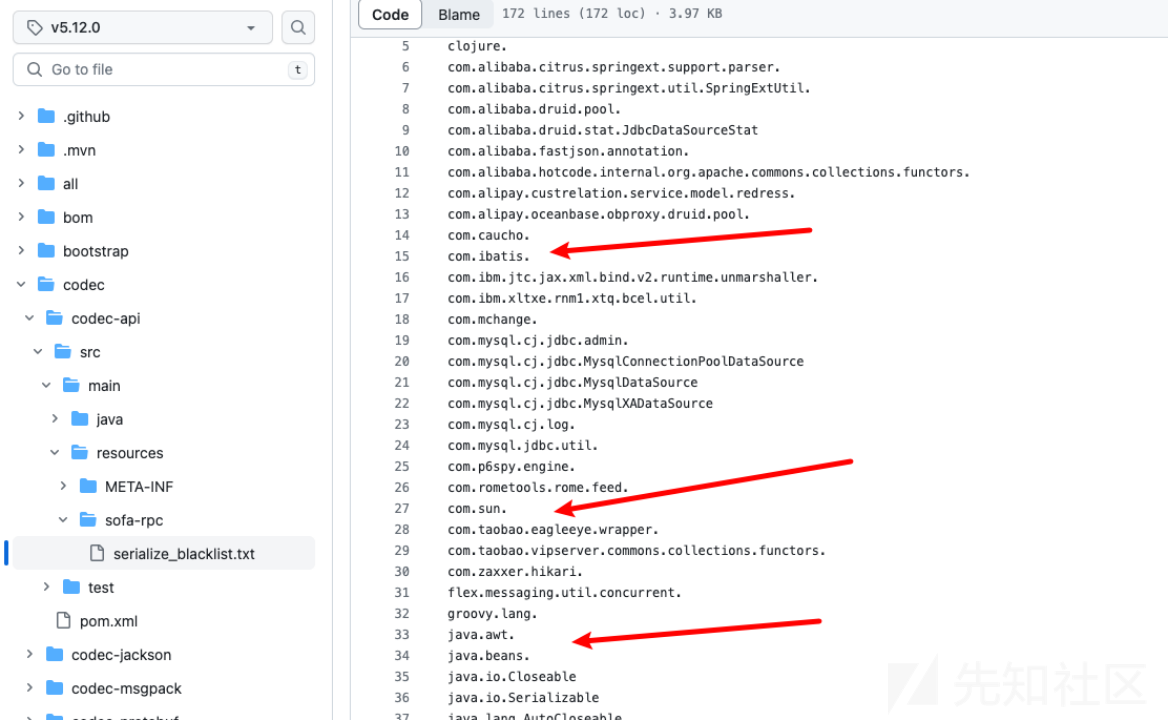 v5.12.0
Go to file
t
.github
.mvn
all
bom
bootstrap
codec
codec-api
src
main
java
resources
META-INF
sofa-rpc
serialize_blacklist.txt
test
pom.xml
codec-jackson
codec-msgpack
codec-protobuf
Code Blame 172 lines (172 loc) · 3.97 KB
5 clojure.
6 com.alibaba.citrus.springext.support.parser.
7 com.alibaba.citrus.springext.util.SpringExtUtil.
8 com.alibaba.druid.pool.
9 com.alibaba.druid.stat.JdbcDataSourceStat
10 com.alibaba.fastjson.annotation.
11 com.alibaba.hotcode.internal.org.apache.commons.collections.functors.
12 com.alipay.custrelation.service.model.redress.
13 com.alipay.oceanbase.obproxy.druid.pool.
14 com.caucho.
15 com.ibatis.
16 com.ibm.jtc.jax.xml.bind.v2.runtime.unmarshaller.
17 com.ibm.xltxe.rnm1.xtq.bcel.util.
18 com.mchange.
19 com.mysql.cj.jdbc.admin.
20 com.mysql.cj.jdbc.MysqlConnectionPoolDataSource
21 com.mysql.cj.jdbc.MysqlDataSource
22 com.mysql.cj.jdbc.MysqlXADataSource
23 com.mysql.cj.log.
24 com.mysql.jdbc.util.
25 com.p6spy.engine.
26 com.rometools.rome.feed.
27 com.sun.
28 com.taobao.eagleeye.wrapper.
29 com.taobao.vipserver.commons.collections.functors.
30 com.zaxxer.hikari.
31 flex.messaging.util.concurrent.
32 groovy.lang.
33 java.awt.
34 java.beans.
35 java.io.Closeable
36 java.io.Serializable
37 java.lang.AutoCloseable
先知社区